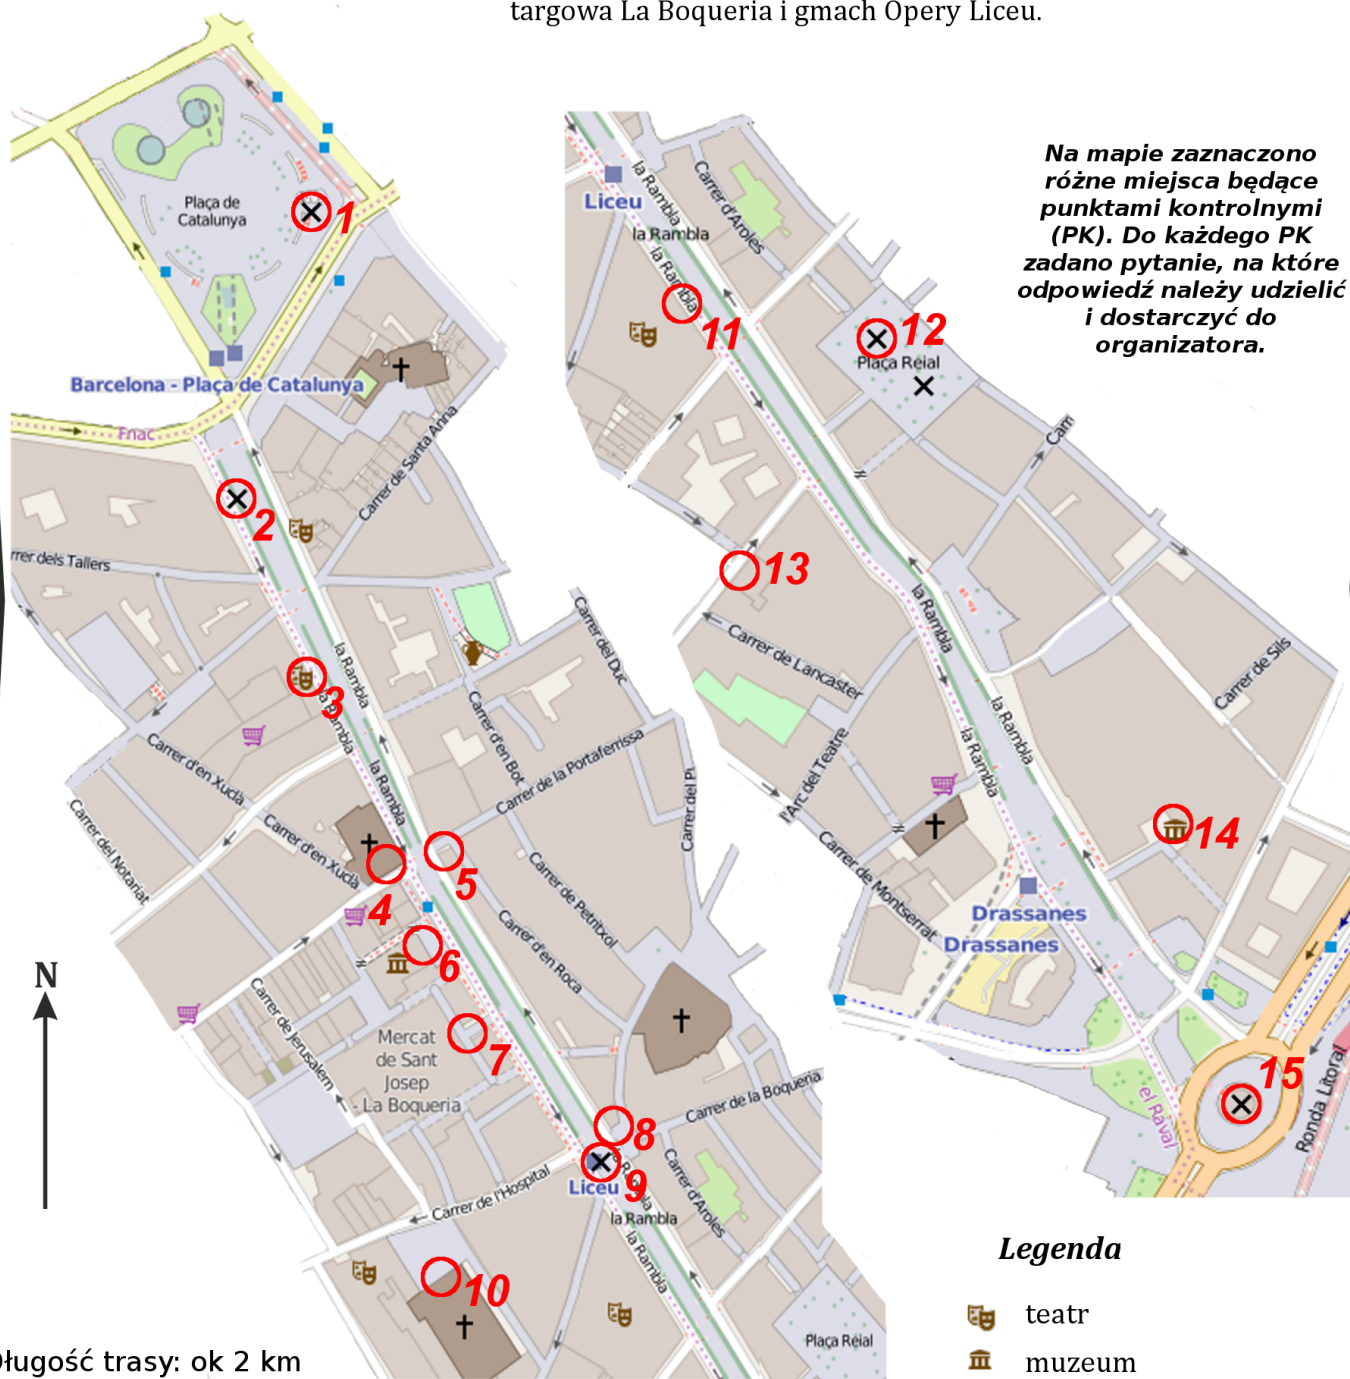 targowa La Boqueria i gmach Opery Liceu.
Na mapie zaznaczono
różne miejsca będące
punktami kontrolnymi
(PK). Do każdego PK
zadano pytanie, na które
odpowiedź należy udzielić
i dostarczyć do
organizatora.
Plaça de
Catalunya
1
Barcelona - Plaça de Catalunya
Fnac
Carrer de Santa Anna
2
rrer dels Tallers
la Rambla
3
la Rambla
Carrer del Duc
Carrer d'en Bot
Carrer de la Portaferrissa
Carrer d'en Xuclà
la Rambla
Carrer del Pi
Carrer del Notariat
Carrer d'en Xuclà
4
5
Carrer de Petritxol
Carrer d'en Roca
6
N
Carrer de Jerusalem
7
Mercat
de Sant
Josep
- La Boqueria
Carrer de la Boqueria
8
9
Liceu
la Rambla
Carrer d'Aroles
Carrer de l'Hospital
la Rambla
la Rambla
10
Plaça Reial
Długość trasy: ok 2 km
Liceu
la Rambla
Carrer d'Aroles
la Rambla
la Rambla
11
12
Plaça Reial
Carr
13
Carrer de Lancaster
la Rambla
Carrer de Sils
la Rambla
la Rambla
l'Arc del Teatre
14
Carrer de Montserrat
Drassanes
Drassanes
15
el Raval
Ronda Litoral
Legenda
teatr
muzeum